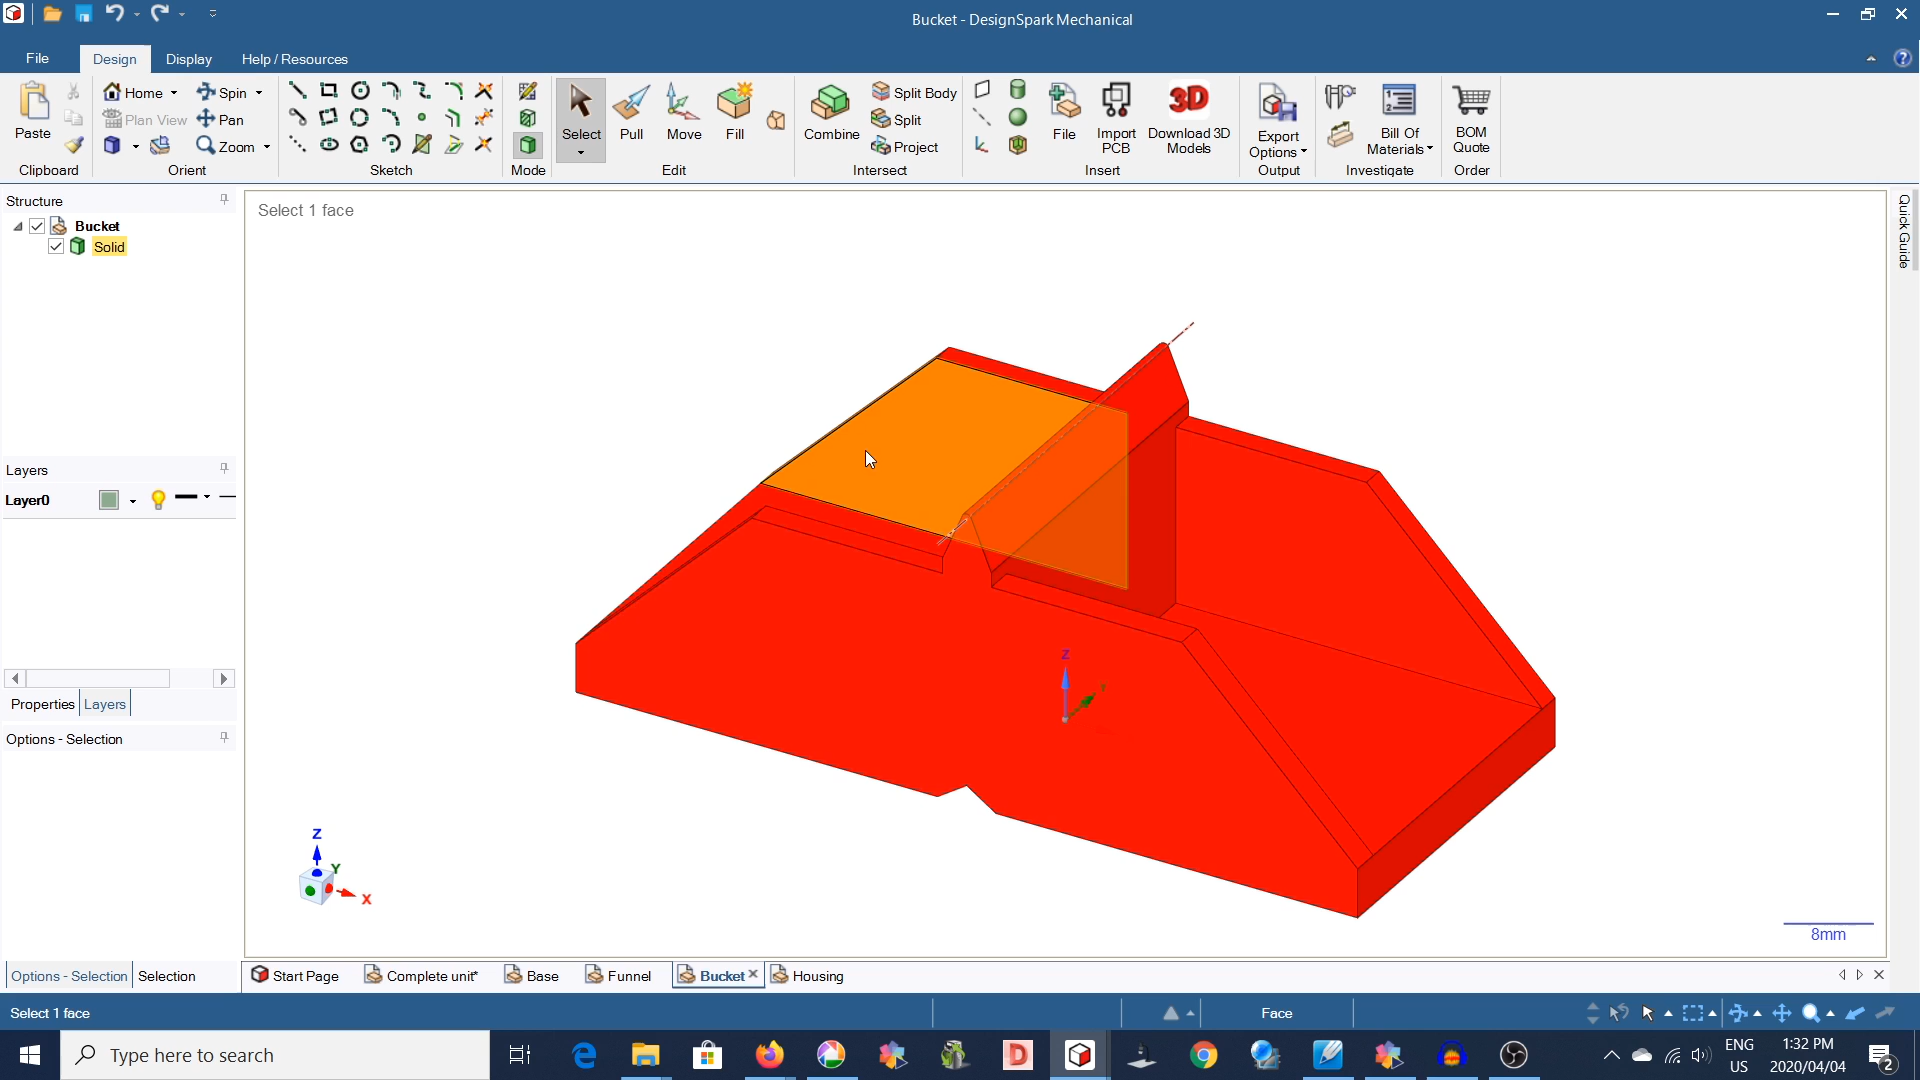 Bucket - DesignSpark Mechanical
File Design Display Help / Resources
Paste
Clipboard
Home Spin
Plan View Pan
Zoom
Orient
Sketch
Mode
Select Pull Move Fill
Edit
Combine
Split Body
Split
Project
Intersect
File
Import PCB
3D
Download 3D Models
Insert
Export Options
Output
Bill Of Materials
Investigate
BOM Quote
Order
Structure
Bucket
Solid
Layers
Layer0
Properties Layers
Options - Selection
Options - Selection Selection
Select 1 face
Quick Guide
Z
Y
Z
Y
X
8mm
Start Page Complete unit* Base Funnel Bucket Housing
Select 1 face
Face
Type here to search
D
ENG
US
1:32 PM
2020/04/04
2